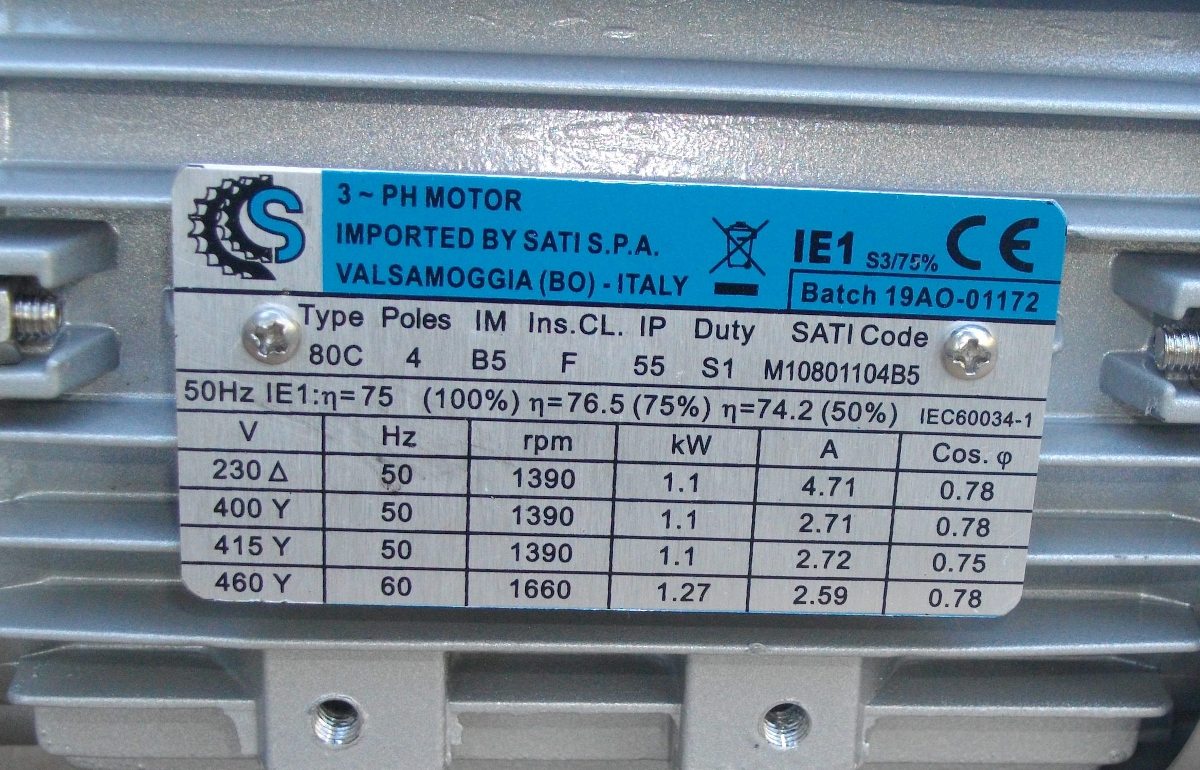 S
3 ~ PH MOTOR
IMPORTED BY SATI S.P.A.
VALSAMOGGIA (BO) - ITALY
IE1 S3/75% CE
Batch 19AO-01172
Type Poles IM Ins.CL. IP Duty SATI Code
80C 4 B5 F 55 S1 M10801104B5
50Hz IE1:η=75 (100%) η=76.5 (75%) η=74.2 (50%) IEC60034-1
V Hz rpm kW A Cos. φ
230 Δ 50 1390 1.1 4.71 0.78
400 Y 50 1390 1.1 2.71 0.78
415 Y 50 1390 1.1 2.72 0.75
460 Y 60 1660 1.27 2.59 0.78